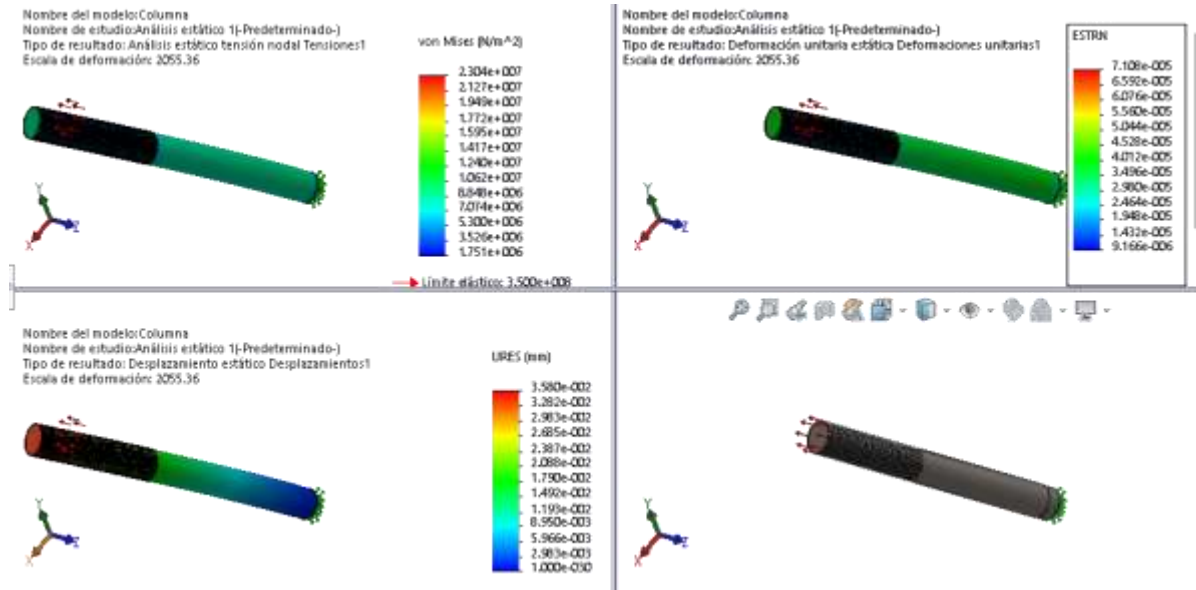 Nombre del modelo:Columna
Nombre de estudio:Análisis estático 1(-Predeterminado-)
Tipo de resultado: Análisis estático tensión nodal Tensiones1
Escala de deformación: 2055.36
von Mises (N/m^2)
2.304e+007
2.127e+007
1.949e+007
1.772e+007
1.595e+007
1.417e+007
1.240e+007
1.062e+007
8.848e+006
7.074e+006
5.300e+006
3.526e+006
1.751e+006
Límite elástico: 3.500e+008
Y
X
Z
Nombre del modelo:Columna
Nombre de estudio:Análisis estático 1(-Predeterminado-)
Tipo de resultado: Deformación unitaria estática Deformaciones unitarias1
Escala de deformación: 2055.36
ESTRN
7.108e-005
6.592e-005
6.076e-005
5.560e-005
5.044e-005
4.528e-005
4.012e-005
3.496e-005
2.980e-005
2.464e-005
1.948e-005
1.432e-005
9.166e-006
Y
X
Z
Nombre del modelo:Columna
Nombre de estudio:Análisis estático 1(-Predeterminado-)
Tipo de resultado: Desplazamiento estático Desplazamientos1
Escala de deformación: 2055.36
URES (mm)
3.580e-002
3.282e-002
2.983e-002
2.685e-002
2.387e-002
2.088e-002
1.790e-002
1.492e-002
1.193e-002
8.950e-003
5.966e-003
2.983e-003
1.000e-030
Y
X
Z
Y
X
Z